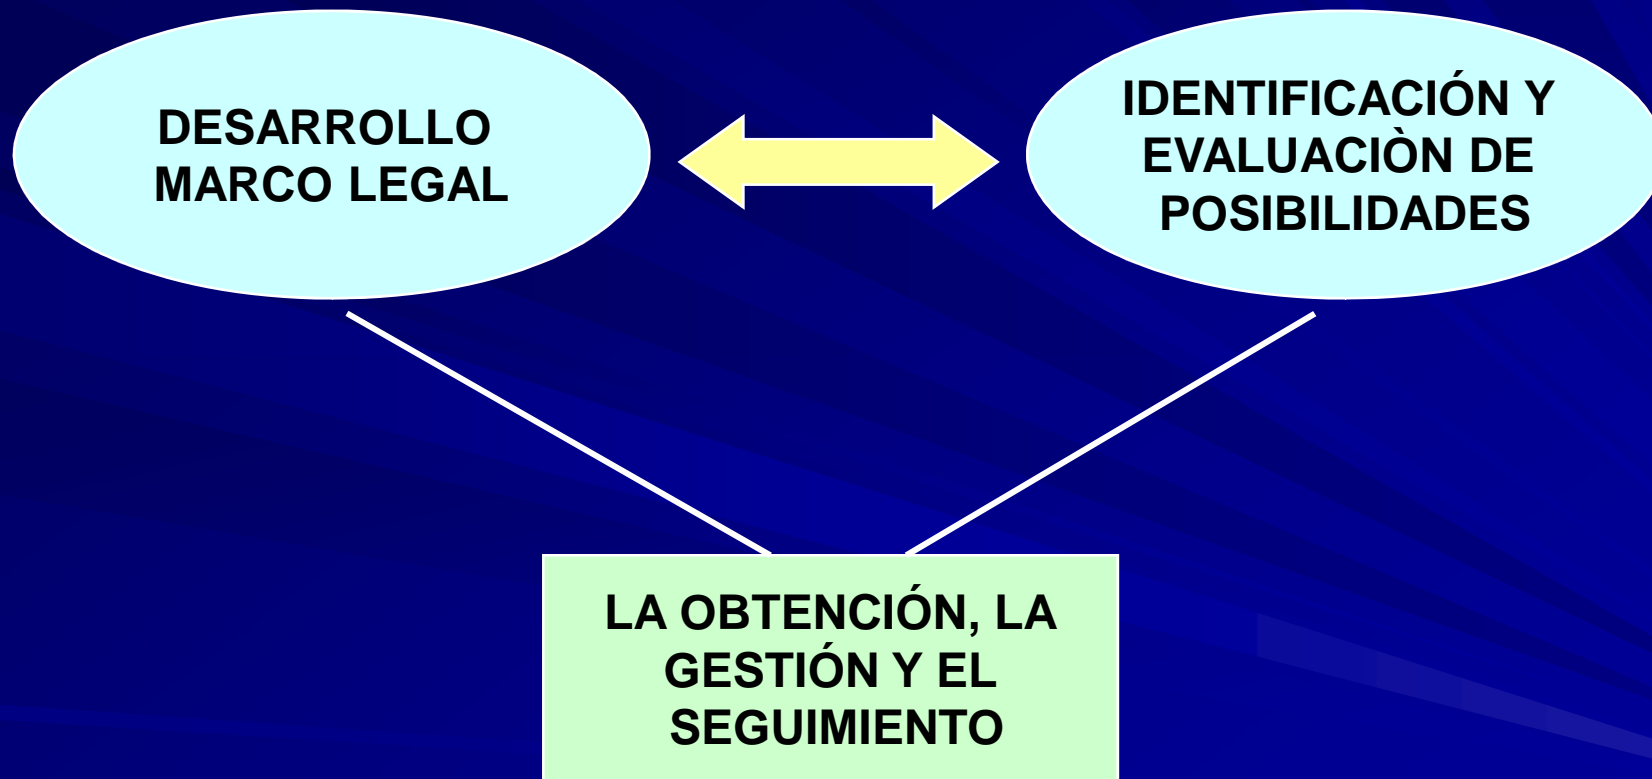 DESARROLLO
MARCO LEGAL
IDENTIFICACIÓN Y
EVALUACIÒN DE
POSIBILIDADES
LA OBTENCIÓN, LA
GESTIÓN Y EL
SEGUIMIENTO